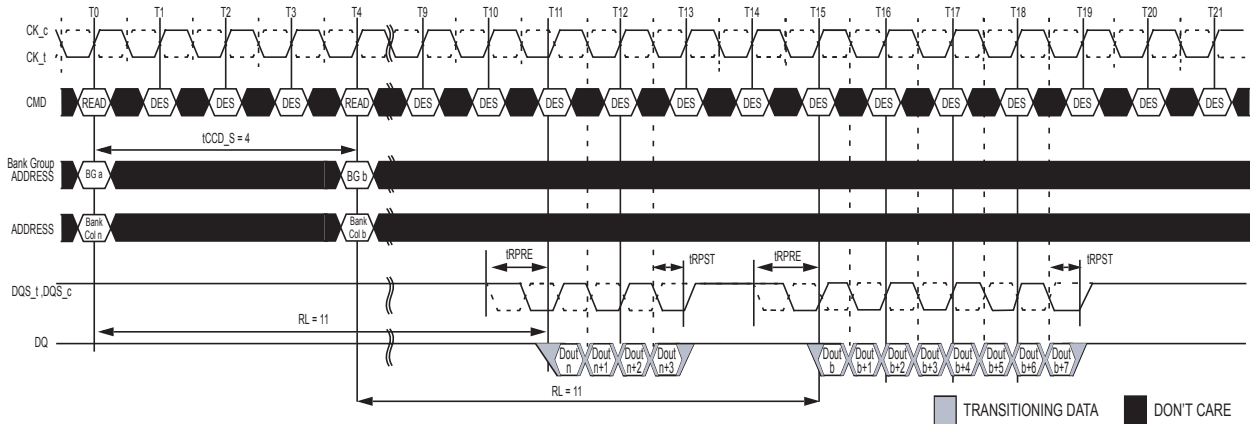 T0 T1 T2 T3 T4 T9 T10 T11 T12 T13 T14 T15 T16 T17 T18 T19 T20 T21
CK_c
CK_t
CMD READ DES DES DES READ DES DES DES DES DES DES DES DES DES DES DES DES DES
tCCD_S = 4
Bank Group
ADDRESS BG a BG b
ADDRESS Bank Col n Bank Col b
tRPRE tRPST tRPRE tRPST
DQS_t ,DQS_c
RL = 11
DQ Dout n Dout n+1 Dout n+2 Dout n+3 Dout b Dout b+1 Dout b+2 Dout b+3 Dout b+4 Dout b+5 Dout b+6 Dout b+7
RL = 11
TRANSITIONING DATA DON'T CARE